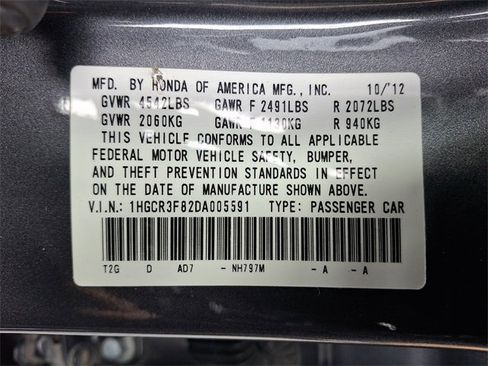 MFD. BY HONDA OF AMERICA MFG., INC. 10/'12
GVWR 4542LBS GAWR F 2491LBS R 2072LBS
GVWR 2060KG GAWR F 1130KG R 940KG
THIS VEHICLE CONFORMS TO ALL APPLICABLE
FEDERAL MOTOR VEHICLE SAFETY, BUMPER,
AND THEFT PREVENTION STANDARDS IN EFFECT
ON THE DATE OF MANUFACTURE SHOWN ABOVE.
V.I.N.: 1HGCR3F82DA005591 TYPE: PASSENGER CAR
T2G D AD7 - NH797M - A - A